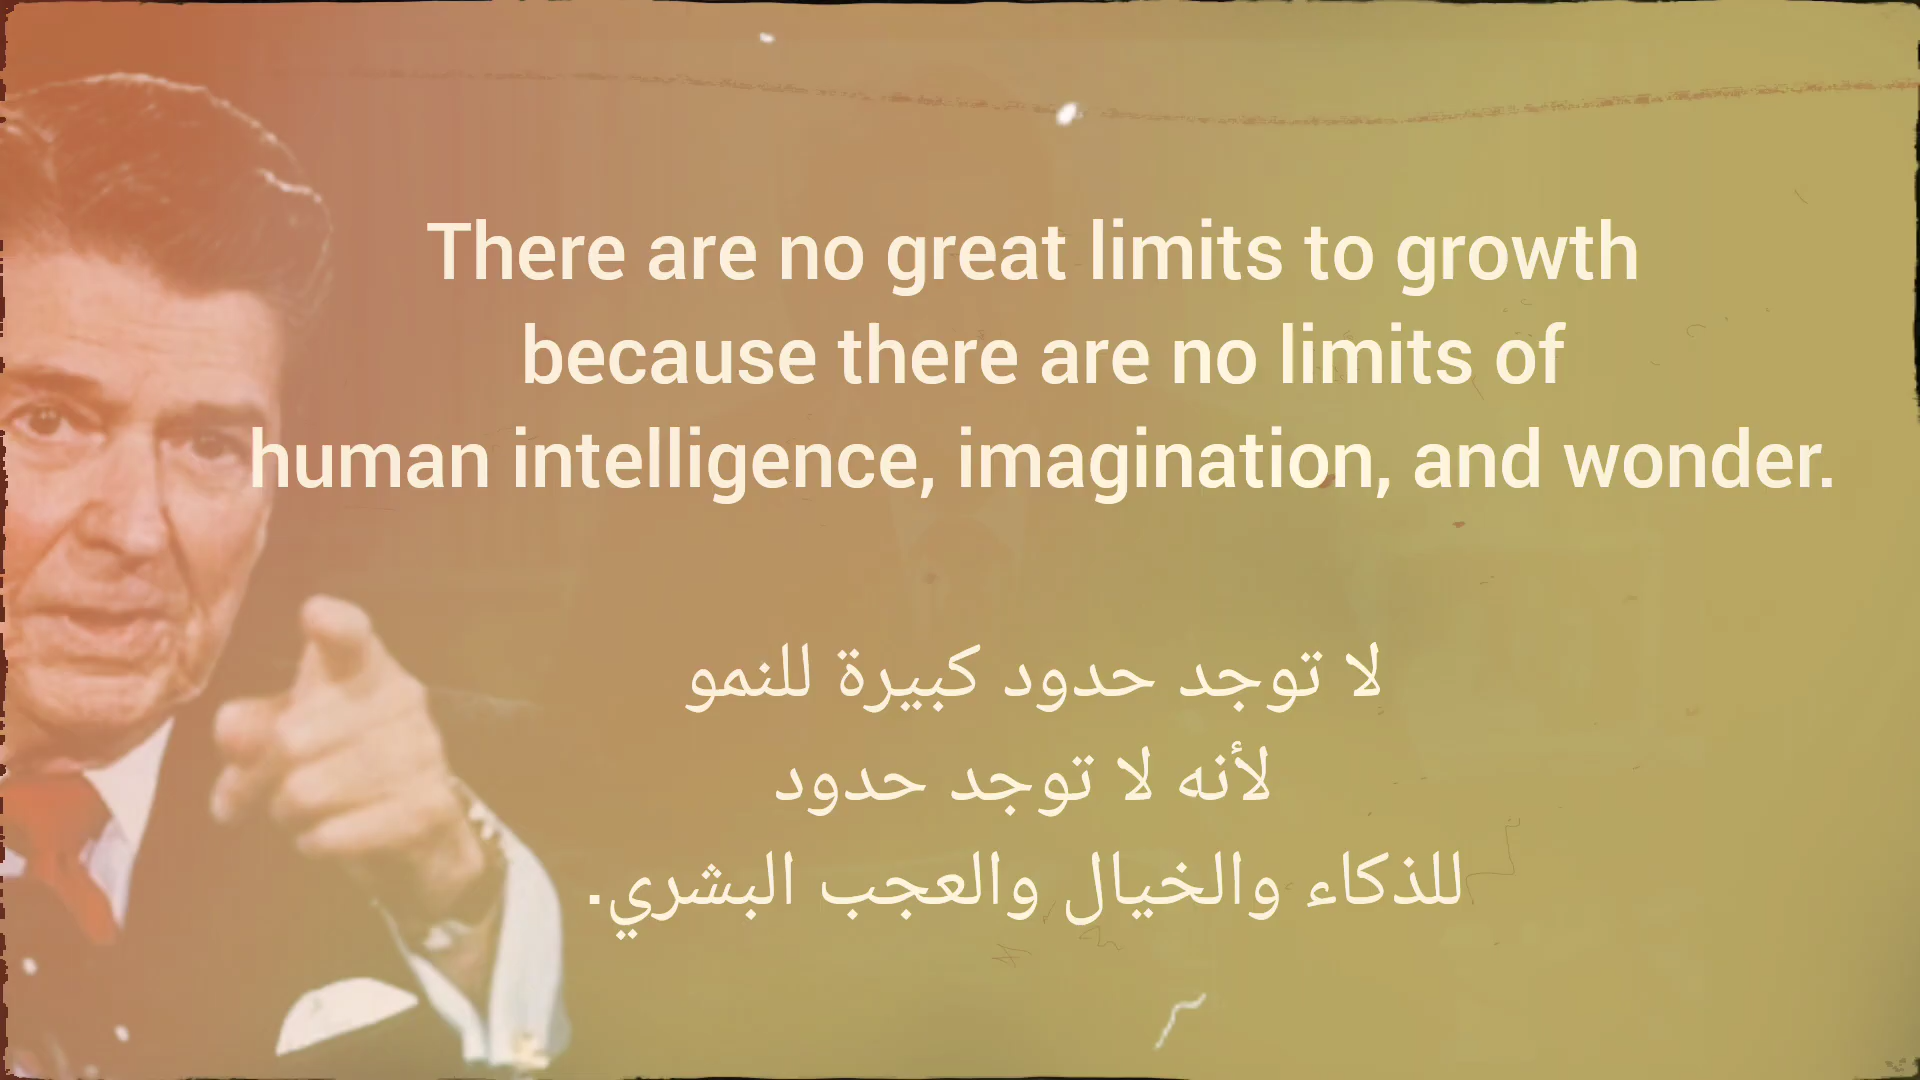 There are no great limits to growth
because there are no limits of
human intelligence, imagination, and wonder.
لا توجد حدود كبيرة للنمو
لأنه لا توجد حدود
للذكاء والخيال والعجب البشري.